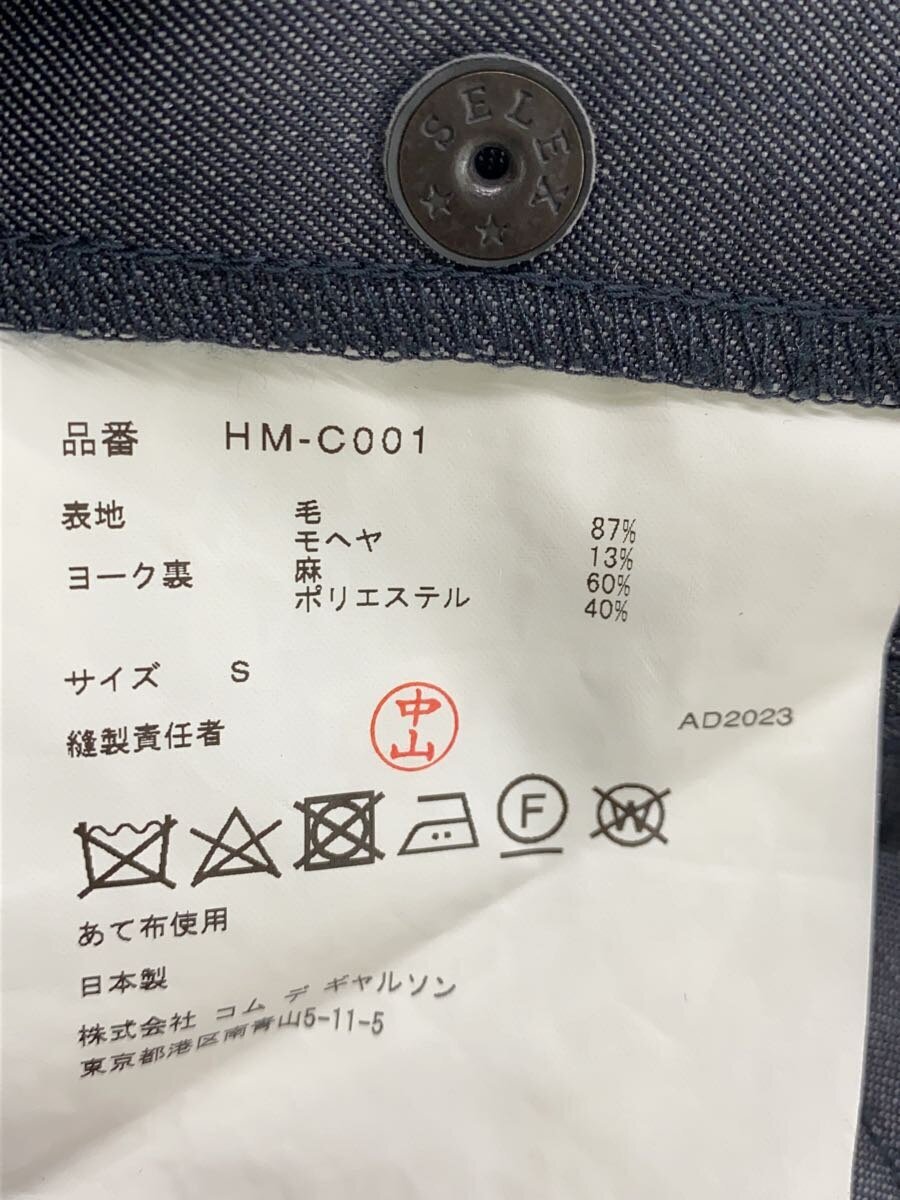 SELEX
品番 HM-C001
表地 毛 87%
モヘヤ 13%
ヨーク裏 麻 60%
ポリエステル 40%
サイズ S
縫製責任者 中山 AD2023
F W
あて布使用
日本製
株式会社 コム デ ギャルソン
東京都港区南青山5-11-5